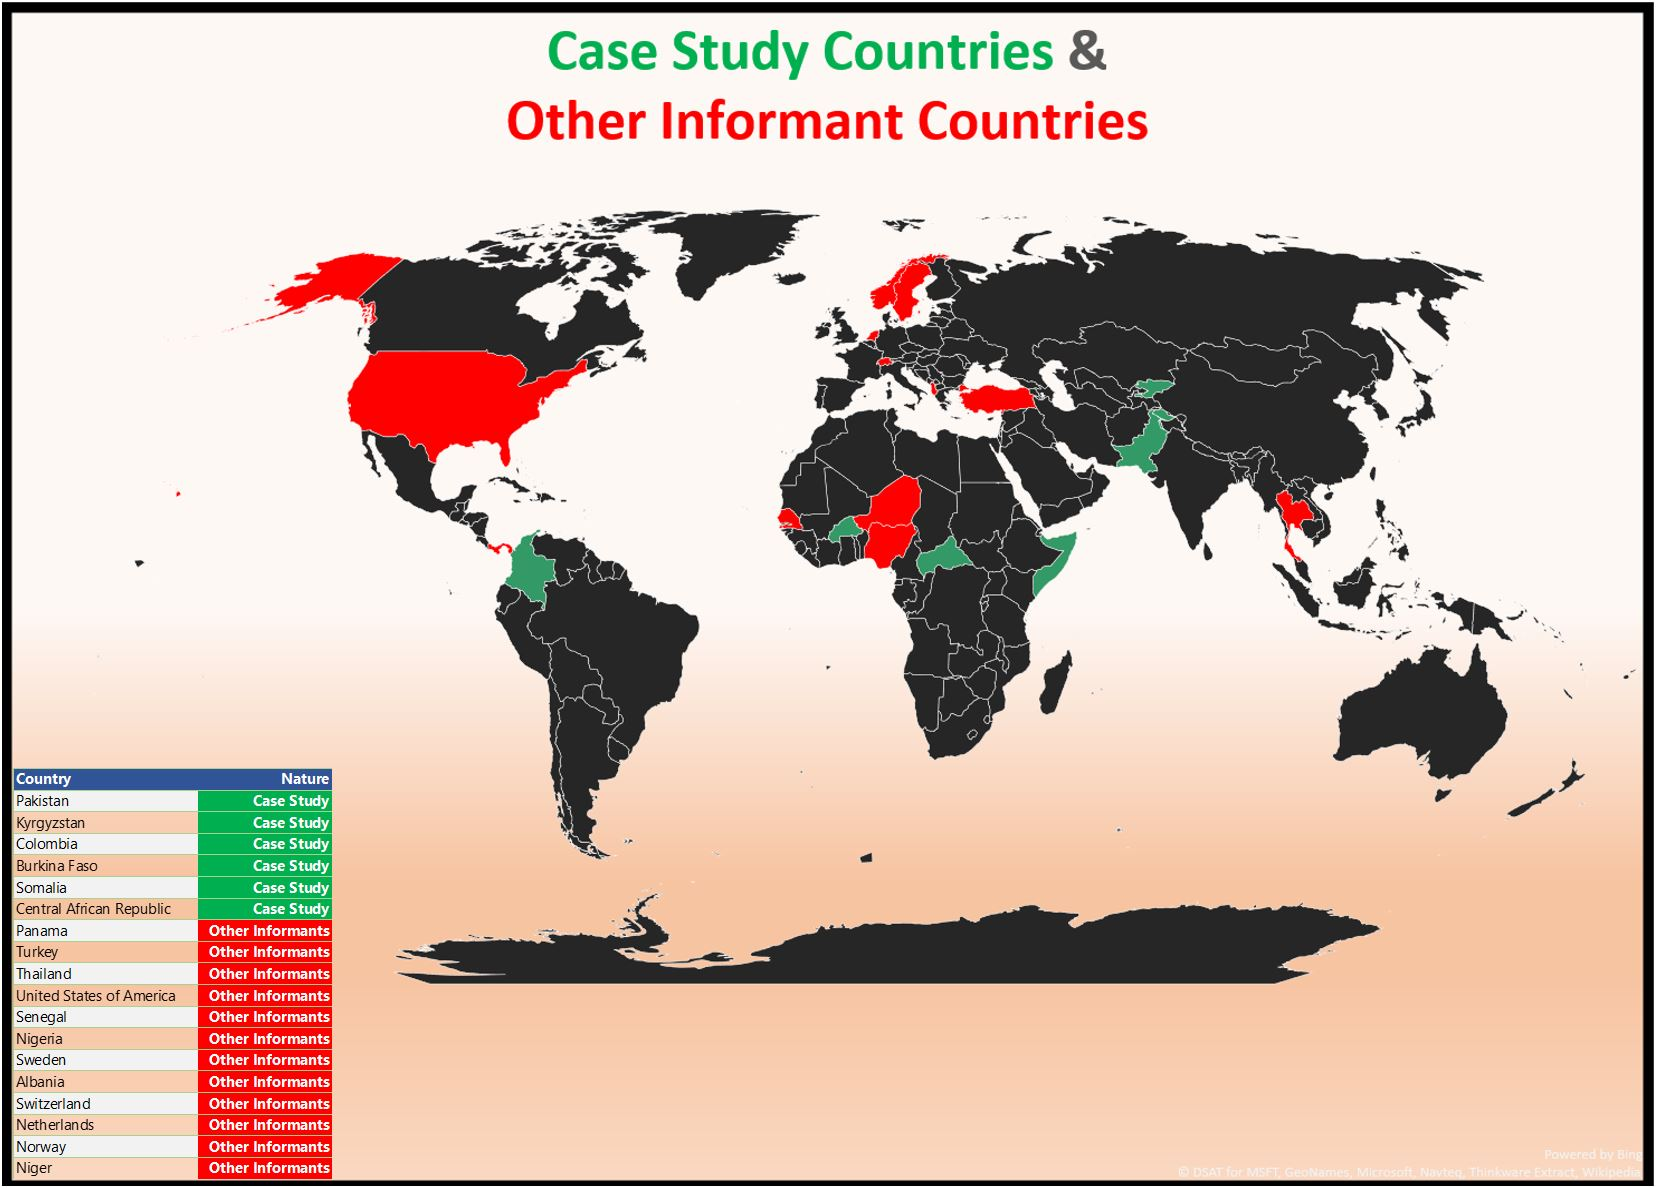 Case Study Countries &
Other Informant Countries
Country Nature
Pakistan Case Study
Kyrgyzstan Case Study
Colombia Case Study
Burkina Faso Case Study
Somalia Case Study
Central African Republic Case Study
Panama Other Informants
Turkey Other Informants
Thailand Other Informants
United States of America Other Informants
Senegal Other Informants
Nigeria Other Informants
Sweden Other Informants
Albania Other Informants
Switzerland Other Informants
Netherlands Other Informants
Norway Other Informants
Niger Other Informants
Powered by Bing
© DSAT for MSFT, GeoNames, Microsoft, Navteq, Thinkware Extract, Wikipedia